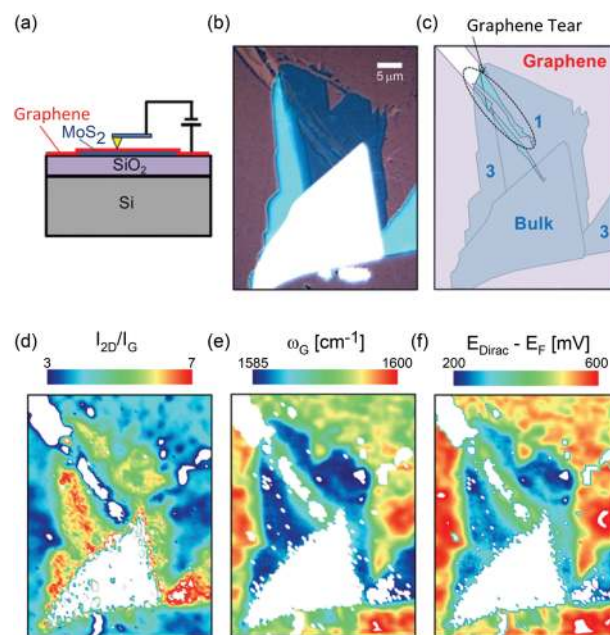 (a)
Graphene
MoS2
SiO2
Si
(b)
5 μm
(c)
Graphene Tear
Graphene
1
3
Bulk
3
(d)
I2D/IG
3
7
(e)
ωG [cm-1]
1585
1600
(f)
EDirac - EF [mV]
200
600